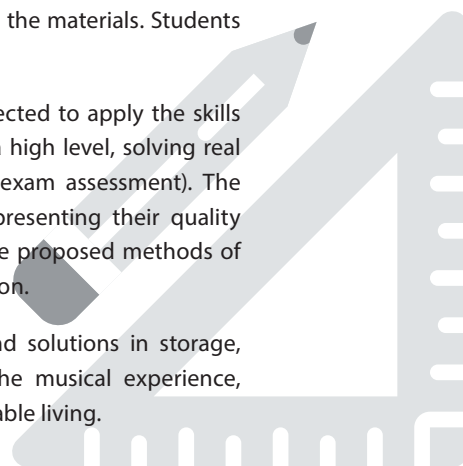 the materials. Students
ected to apply the skills
high level, solving real
exam assessment). The
presenting their quality
e proposed methods of
on.
nd solutions in storage,
he musical experience,
able living.